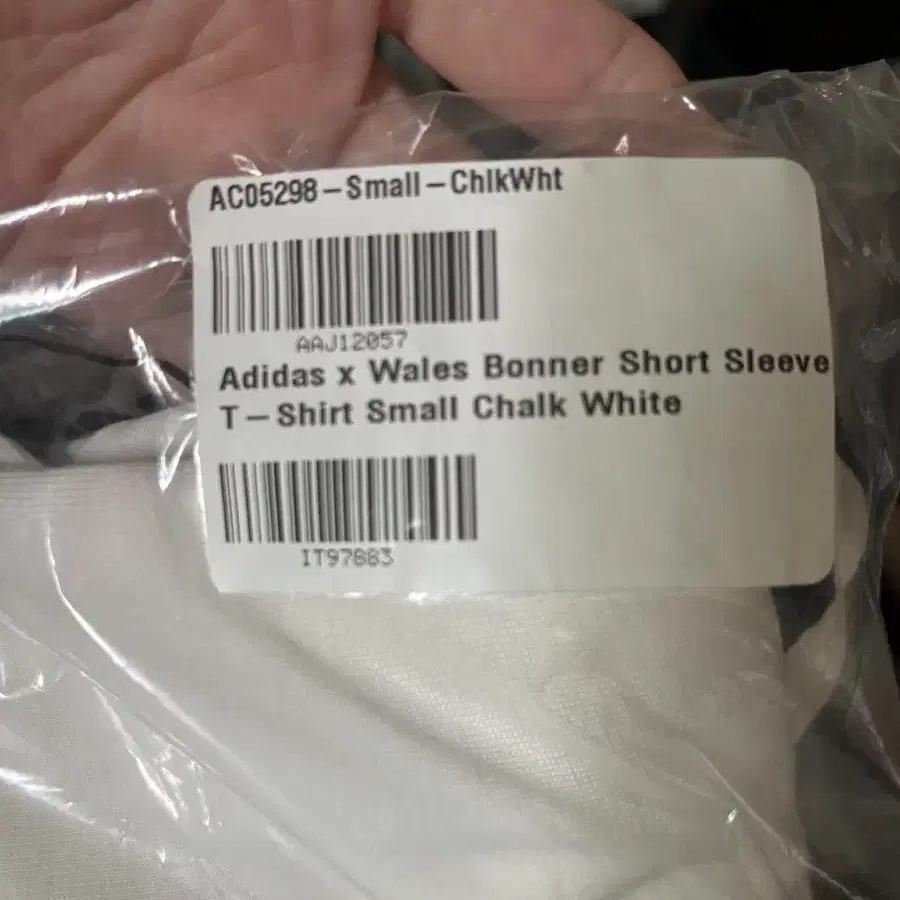 AC05298-Small-ChlkWht
AAJ12057
Adidas x Wales Bonner Short Sleeve
T-Shirt Small Chalk White
IT97883